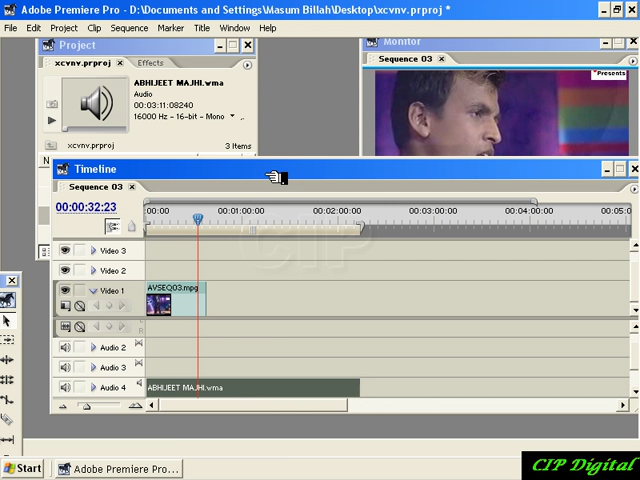 Adobe Premiere Pro - D:\Documents and Settings\Masum Billah\Desktop\xcvnv.prproj *
File Edit Project Clip Sequence Marker Title Window Help
Project
xcvnv.prproj Effects
ABHIJEET MAJHI.wma
Audio
00:03:11:08240
16000 Hz - 16-bit - Mono
xcvnv.prproj 3 Items
N
Monitor
Sequence 03
Presents
Timeline
Sequence 03
00:00:32:23
:00:00 00:01:00:00 00:02:00:00 00:03:00:00 00:04:00:00 00:05:0
CIP
Video 3
Video 2
Video 1
AVSEQ03.mpg
Audio 2
Audio 3
Audio 4
ABHIJEET MAJHI.wma
Start
Adobe Premiere Pro...
CIP Digital